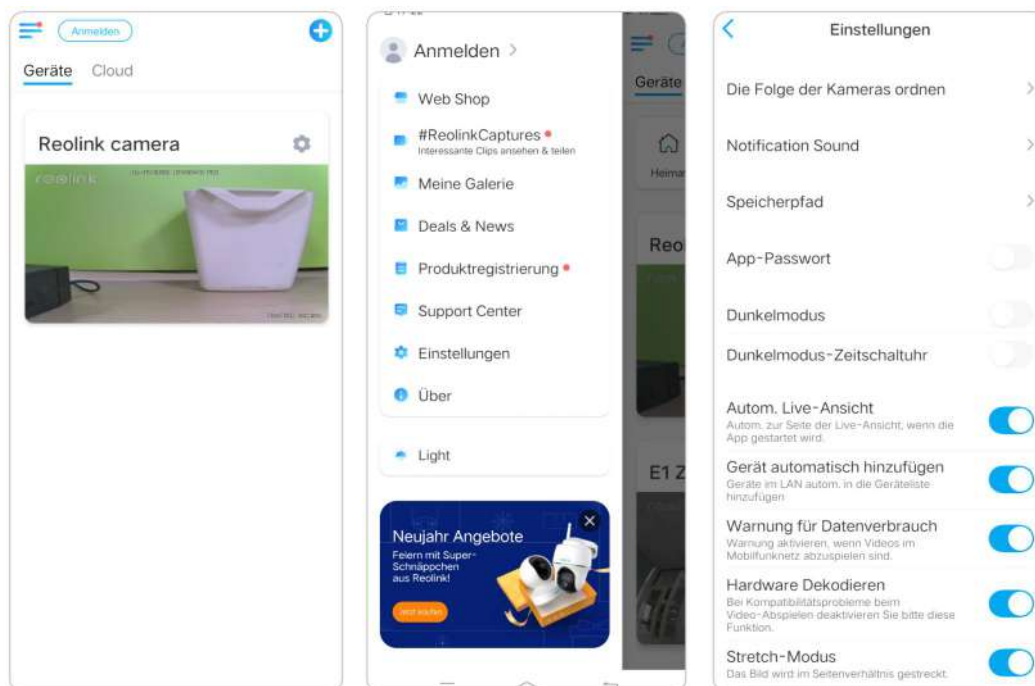 Anmelden
Geräte Cloud
Reolink camera
reolink
Anmelden
Web Shop
#ReolinkCaptures
Interessante Clips ansehen & teilen
Meine Galerie
Deals & News
Produktregistrierung
Support Center
Einstellungen
Über
Light
Neujahr Angebote
Feiern mit Super-
Schnäppchen
aus Reolink!
Jetzt kaufen
Geräte
Heima
Reo
E1 Z
Einstellungen
Die Folge der Kameras ordnen
Notification Sound
Speicherpfad
App-Passwort
Dunkelmodus
Dunkelmodus-Zeitschaltuhr
Autom. Live-Ansicht
Autom. zur Seite der Live-Ansicht, wenn die
App gestartet wird.
Gerät automatisch hinzufügen
Geräte im LAN autom. in die Geräteliste
hinzufügen
Warnung für Datenverbrauch
Warnung aktivieren, wenn Videos im
Mobilfunknetz abzuspielen sind.
Hardware Dekodieren
Bei Kompatibilitätsprobleme beim
Video-Abspielen deaktivieren Sie bitte diese
Funktion.
Stretch-Modus
Das Bild wird im Seitenverhältnis gestreckt.